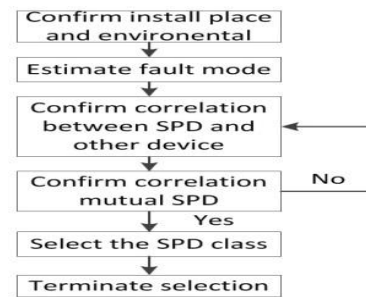 Confirm install place
and environental
Estimate fault mode
Confirm correlation
between SPD and
other device
Confirm correlation
mutual SPD
No
Yes
Select the SPD class
Terminate selection